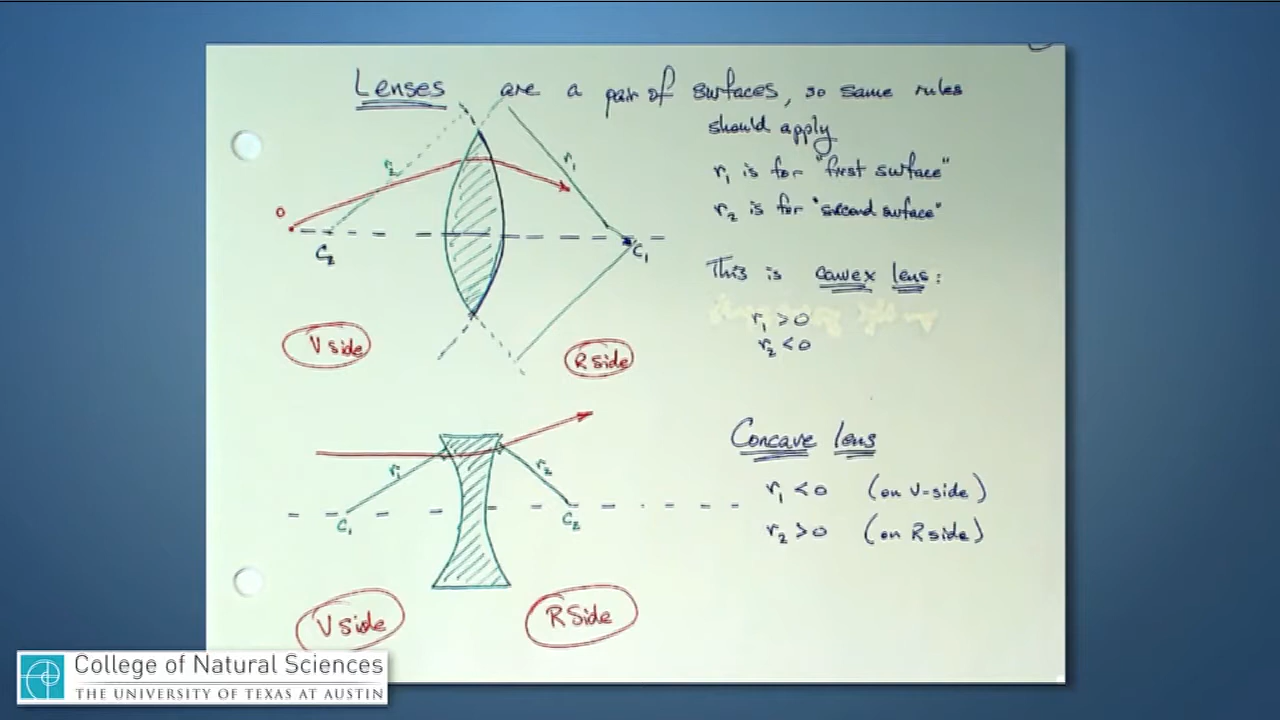 Lenses are a pair of surfaces, so same rules
should apply
r₁ is for "first surface"
r₂ is for "second surface"
This is convex lens:
r₁ > 0
r₂ < 0
r₂
r₁
O
C₂
C₁
V side
R side
Concave lens
r₁ < 0 (on V-side)
r₂ > 0 (on R side)
r₁
r₂
C₁
C₂
V side
R Side
College of Natural Sciences
THE UNIVERSITY OF TEXAS AT AUSTIN